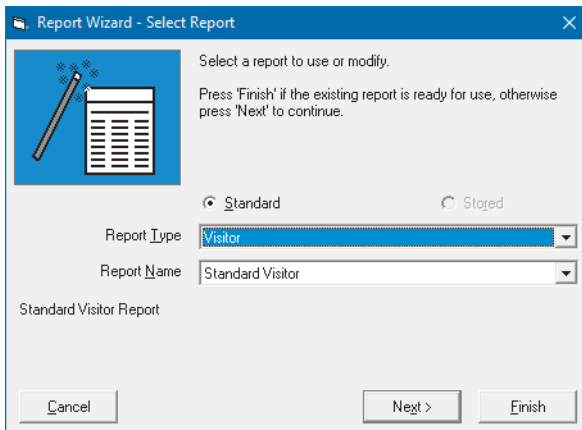 Report Wizard - Select Report
Select a report to use or modify.
Press 'Finish' if the existing report is ready for use, otherwise
press 'Next' to continue.
Standard
Stored
Report Type
Visitor
Report Name
Standard Visitor
Standard Visitor Report
Cancel
Next >
Finish